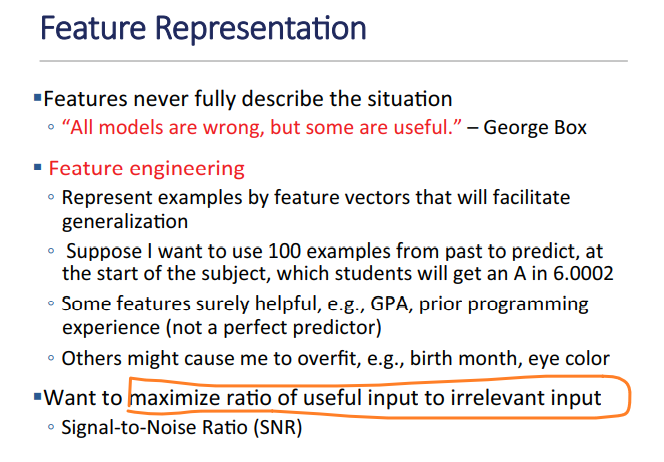 Feature Representation
▪Features never fully describe the situation
◦ “All models are wrong, but some are useful.” – George Box
▪ Feature engineering
◦ Represent examples by feature vectors that will facilitate
generalization
◦ Suppose I want to use 100 examples from past to predict, at
the start of the subject, which students will get an A in 6.0002
◦ Some features surely helpful, e.g., GPA, prior programming
experience (not a perfect predictor)
◦ Others might cause me to overfit, e.g., birth month, eye color
▪Want to maximize ratio of useful input to irrelevant input
◦ Signal-to-Noise Ratio (SNR)